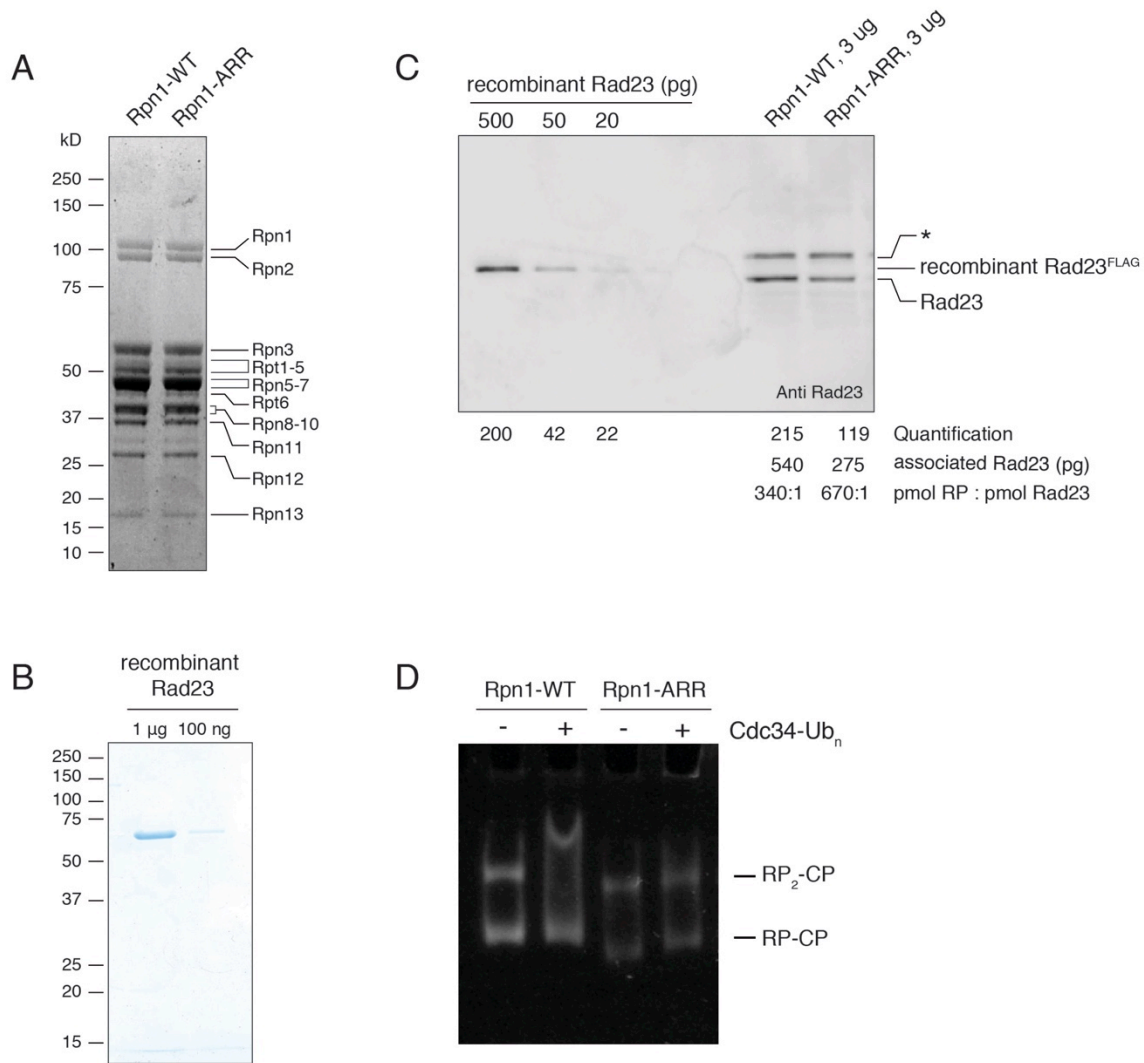 A
Rpn1-WT
Rpn1-ARR
kD
250
150
100
75
50
37
25
20
15
10
Rpn1
Rpn2
Rpn3
Rpt1-5
Rpn5-7
Rpt6
Rpn8-10
Rpn11
Rpn12
Rpn13
B
recombinant
Rad23
1 µg 100 ng
250
150
100
75
50
37
25
20
15
C
recombinant Rad23 (pg)
500 50 20
Rpn1-WT, 3 ug
Rpn1-ARR, 3 ug
*
recombinant Rad23FLAG
Rad23
Anti Rad23
200 42 22 215 119 Quantification
540 275 associated Rad23 (pg)
340:1 670:1 pmol RP : pmol Rad23
D
Rpn1-WT Rpn1-ARR
- + - + Cdc34-Ubn
RP2-CP
RP-CP